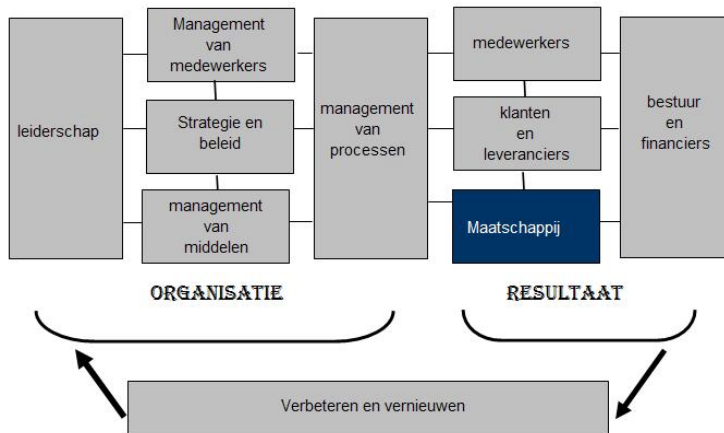 leiderschap
Management
van
medewerkers
Strategie en
beleid
management
van
middelen
management
van
processen
medewerkers
klanten
en
leveranciers
Maatschappij
bestuur
en
financiers
ORGANISATIE
RESULTAAT
Verbeteren en vernieuwen